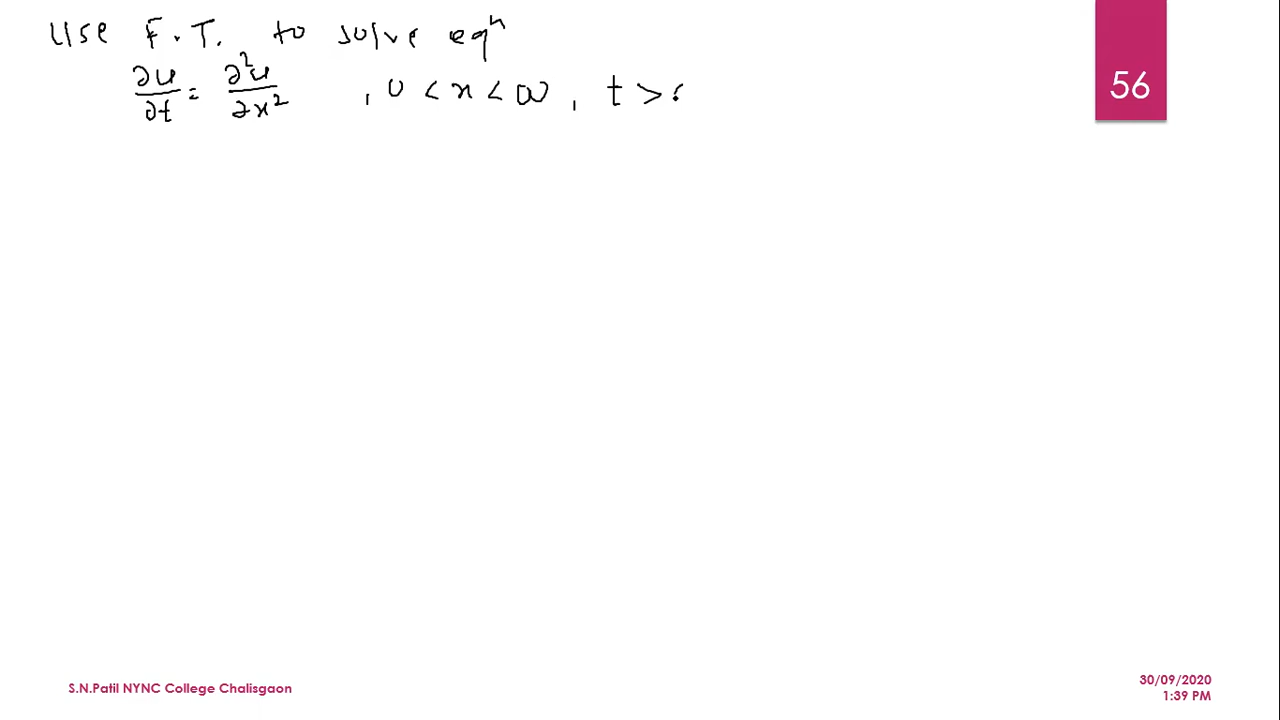 Use F.T. to solve eqⁿ
∂u/∂t = ∂²u/∂x² , 0 < x < ∞ , t > 0
56
S.N.Patil NYNC College Chalisgaon
30/09/2020
1:39 PM